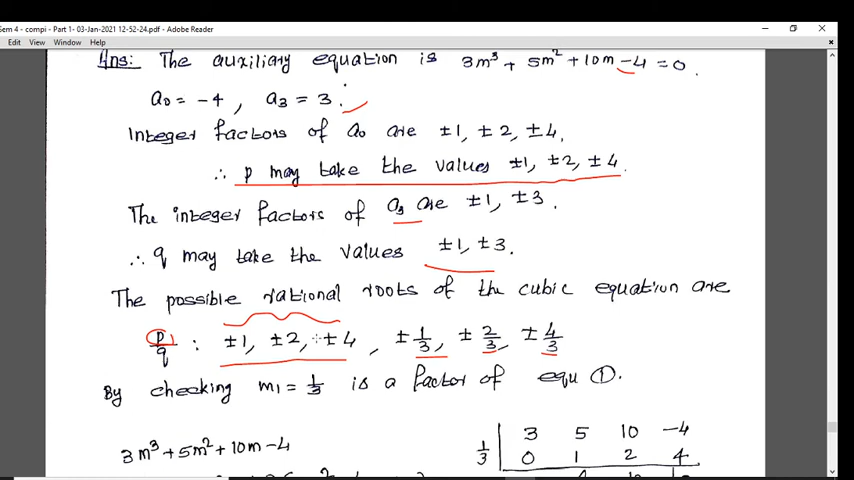 Sem 4 - compi - Part 1- 03-Jan-2021 12-52-24.pdf - Adobe Reader
Edit View Window Help
Ans: The auxiliary equation is 3m³ + 5m² + 10m - 4 = 0.
a₀ = -4, a₃ = 3.
Integer factors of a₀ are ±1, ±2, ±4.
∴ p may take the values ±1, ±2, ±4.
The integer factors of a₃ are ±1, ±3.
∴ q may take the values ±1, ±3.
The possible rational roots of the cubic equation are
p/q : ±1, ±2, ±4, ±1/3, ±2/3, ±4/3
By checking m₁ = 1/3 is a factor of equ ①.
3m³ + 5m² + 10m - 4
1/3 | 3 5 10 -4
0 1 2 4